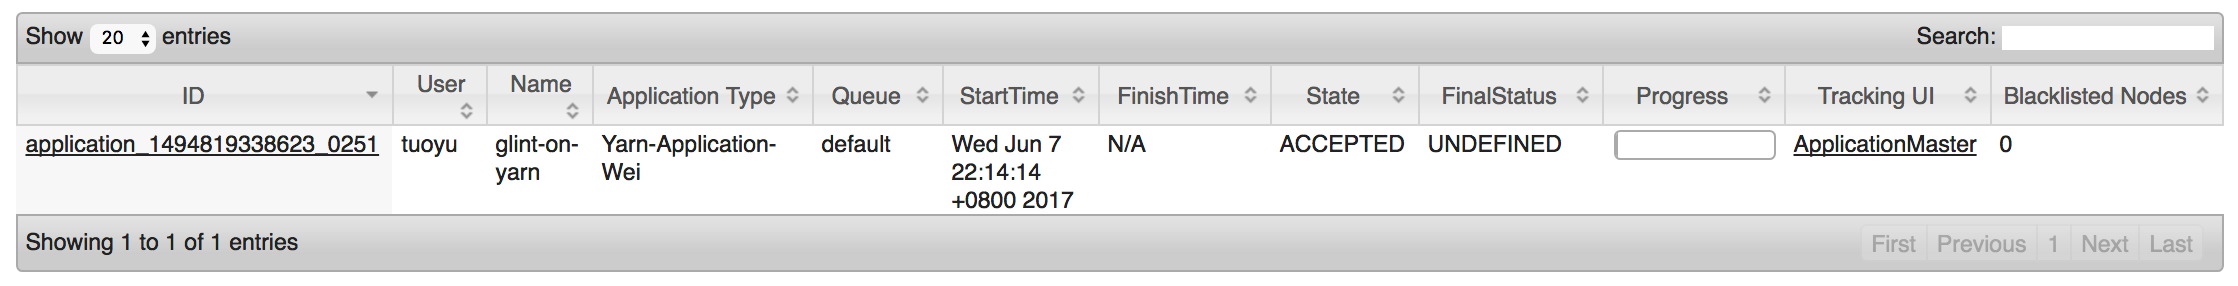 Show 20 entries Search:
ID User Name Application Type Queue StartTime FinishTime State FinalStatus Progress Tracking UI Blacklisted Nodes
application_1494819338623_0251 tuoyu glint-on- Yarn-Application- default Wed Jun 7 N/A ACCEPTED UNDEFINED ApplicationMaster 0
yarn Wei 22:14:14
+0800 2017
Showing 1 to 1 of 1 entries First Previous 1 Next Last